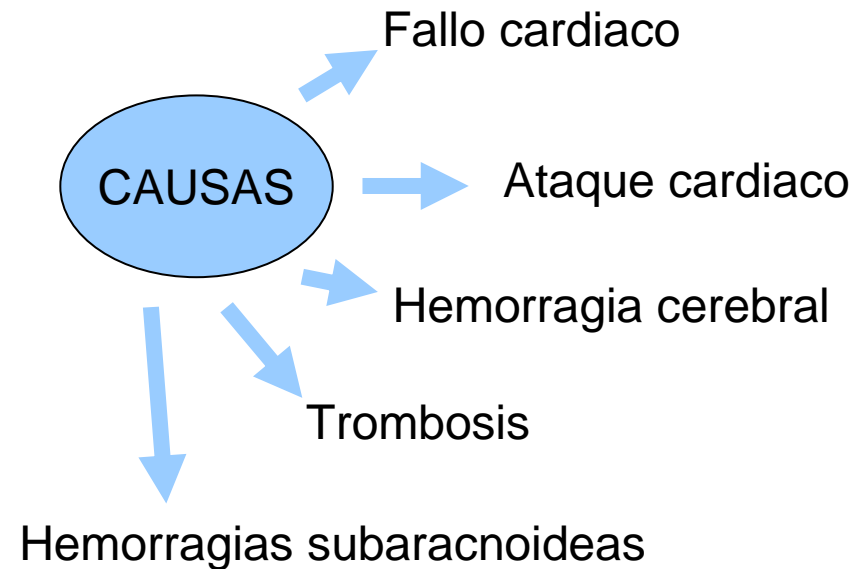 Fallo cardiaco
CAUSAS
Ataque cardiaco
Hemorragia cerebral
Trombosis
Hemorragias subaracnoideas